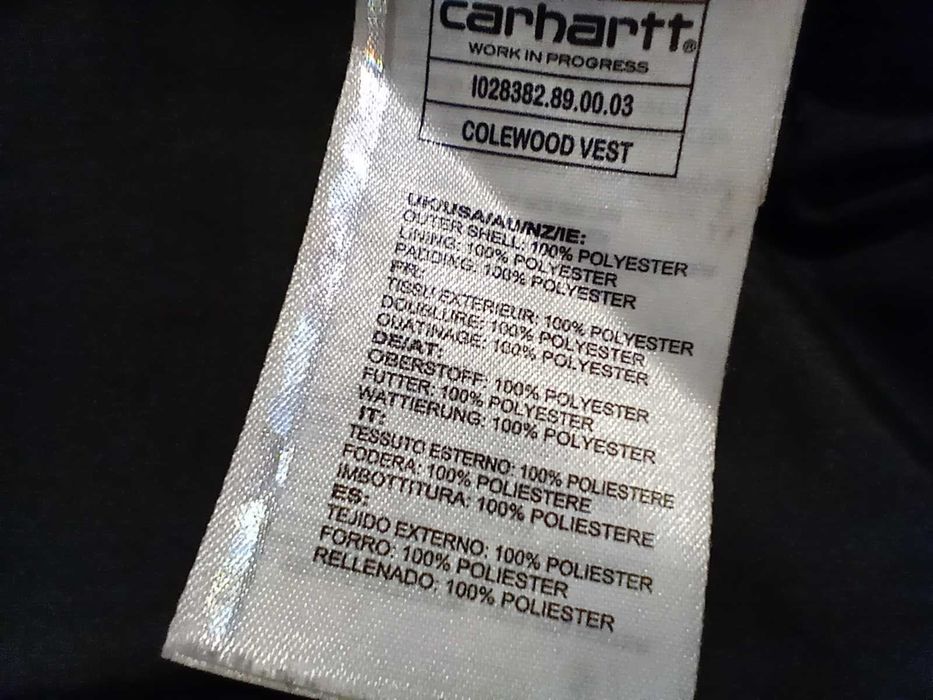 carhartt®
WORK IN PROGRESS
I028382.89.00.03
COLEWOOD VEST
UK/USA/AU/NZ/IE:
OUTER SHELL: 100% POLYESTER
LINING: 100% POLYESTER
PADDING: 100% POLYESTER
FR:
TISSU EXTERIEUR: 100% POLYESTER
DOUBLURE: 100% POLYESTER
OUATINAGE: 100% POLYESTER
DE/AT:
OBERSTOFF: 100% POLYESTER
FUTTER: 100% POLYESTER
WATTIERUNG: 100% POLYESTER
IT:
TESSUTO ESTERNO: 100% POLIESTERE
FODERA: 100% POLIESTERE
IMBOTTITURA: 100% POLIESTERE
ES:
TEJIDO EXTERNO: 100% POLIESTER
FORRO: 100% POLIESTER
RELLENADO: 100% POLIESTER